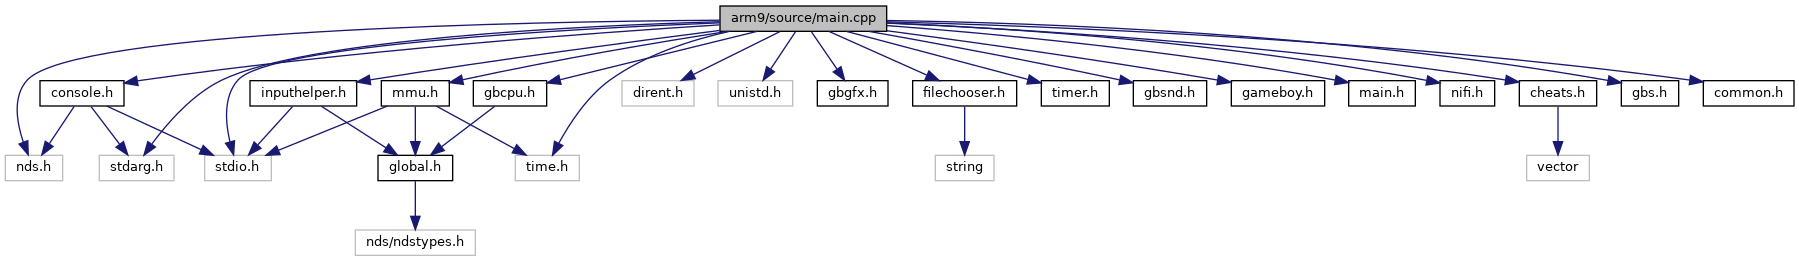 arm9/source/main.cpp
console.h
inputhelper.h
mmu.h
gbcpu.h
dirent.h
unistd.h
gbgfx.h
filechooser.h
timer.h
gbsnd.h
gameboy.h
main.h
nifi.h
cheats.h
gbs.h
common.h
nds.h
stdarg.h
stdio.h
global.h
time.h
string
vector
nds/ndstypes.h